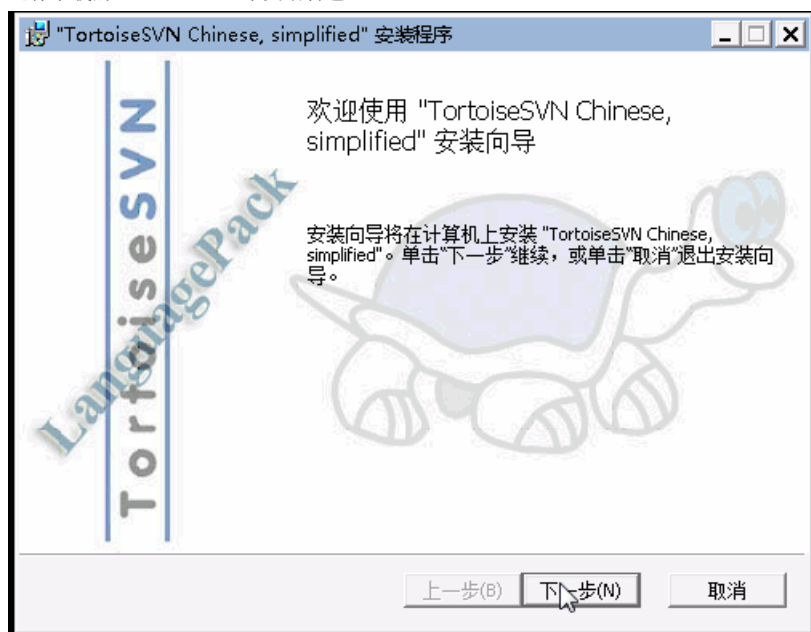 "TortoiseSVN Chinese, simplified" 安装程序
TortoiseSVN
LanguagePack
欢迎使用 "TortoiseSVN Chinese,
simplified" 安装向导
安装向导将在计算机上安装 "TortoiseSVN Chinese,
simplified"。单击"下一步"继续，或单击"取消"退出安装向
导。
上一步(B)
下一步(N)
取消